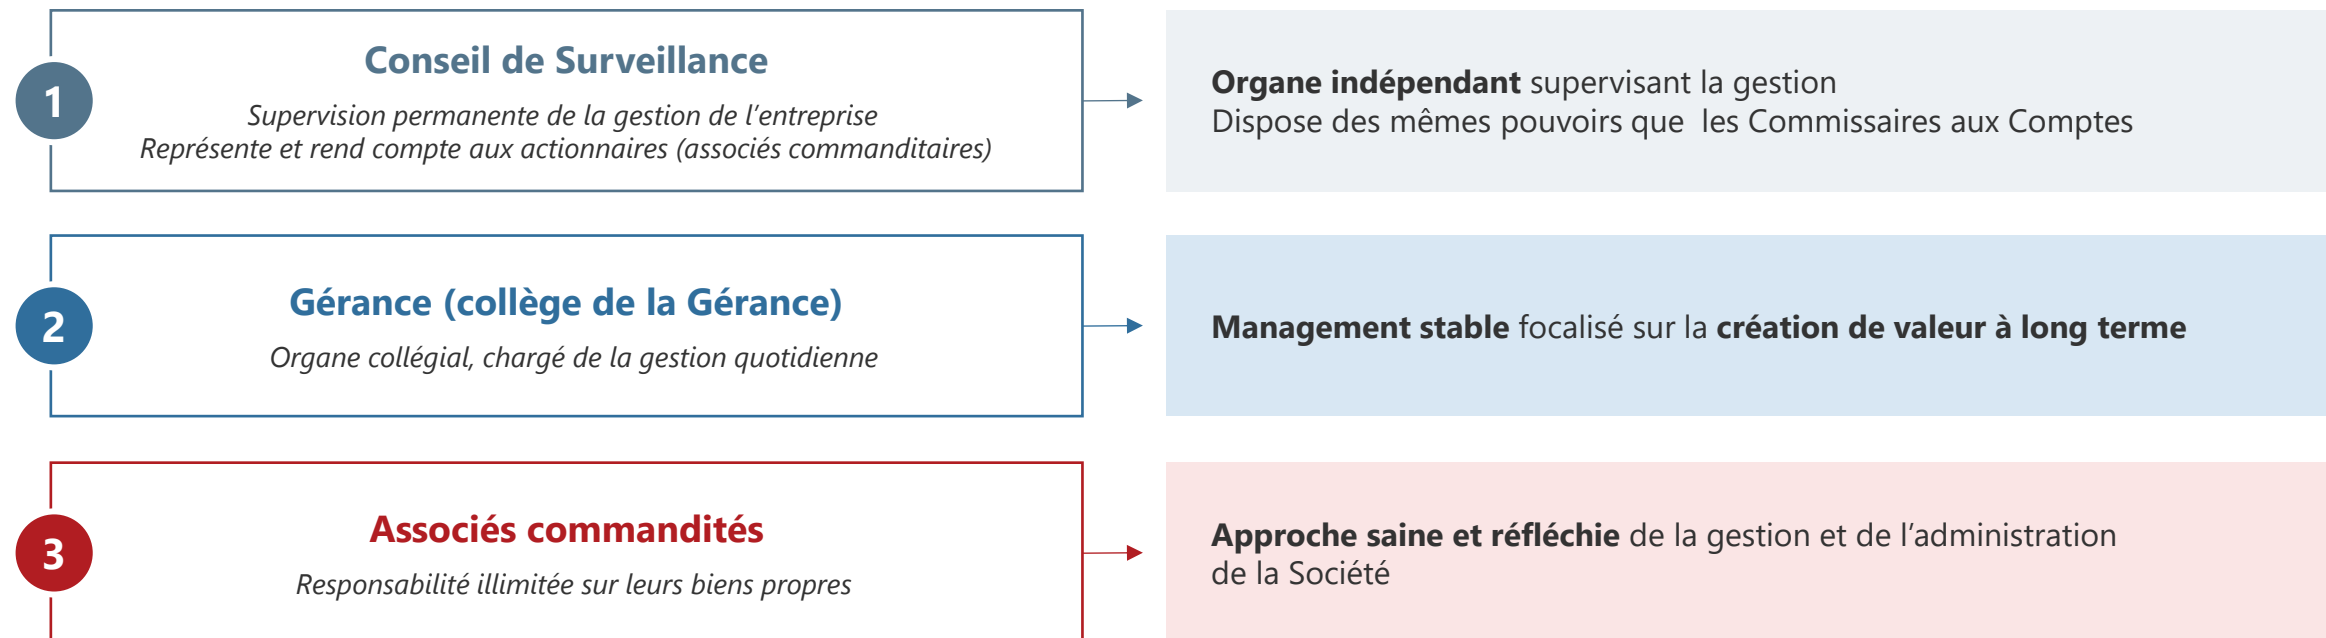 1
Conseil de Surveillance
Supervision permanente de la gestion de l’entreprise
Représente et rend compte aux actionnaires (associés commanditaires)
Organe indépendant supervisant la gestion
Dispose des mêmes pouvoirs que  les Commissaires aux Comptes
2
Gérance (collège de la Gérance)
Organe collégial, chargé de la gestion quotidienne
Management stable focalisé sur la création de valeur à long terme
3
Associés commandités
Responsabilité illimitée sur leurs biens propres
Approche saine et réfléchie de la gestion et de l’administration
de la Société